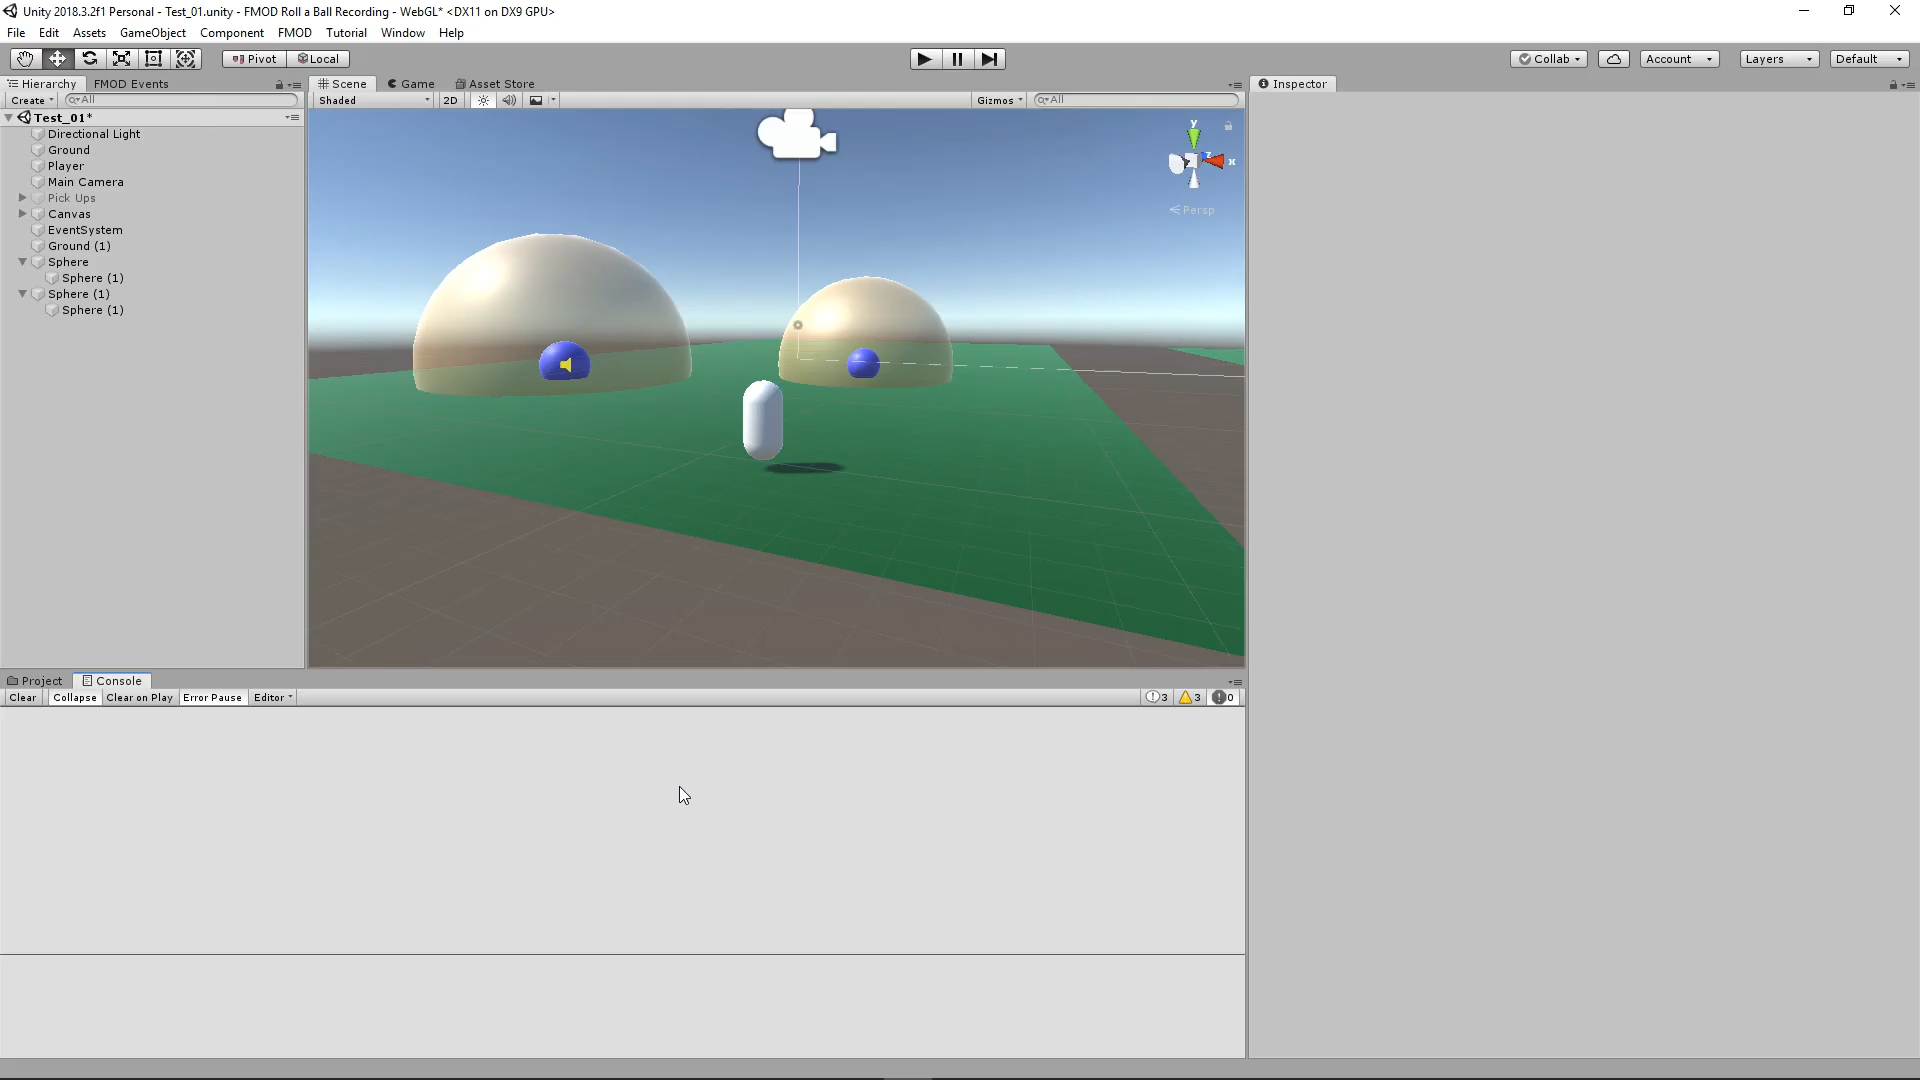 Unity 2018.3.2f1 Personal - Test_01.unity - FMOD Roll a Ball Recording - WebGL* <DX11 on DX9 GPU>
File Edit Assets GameObject Component FMOD Tutorial Window Help
Pivot Local Collab Account Layers Default
Hierarchy FMOD Events Scene Game Asset Store Inspector
Create All Shaded 2D Gizmos All
Test_01*
Directional Light
Ground
Player
Main Camera
Pick Ups
Canvas
EventSystem
Ground (1)
Sphere
Sphere (1)
Sphere (1)
Sphere (1)
y
z
x
Persp
Project Console
Clear Collapse Clear on Play Error Pause Editor 3 3 0